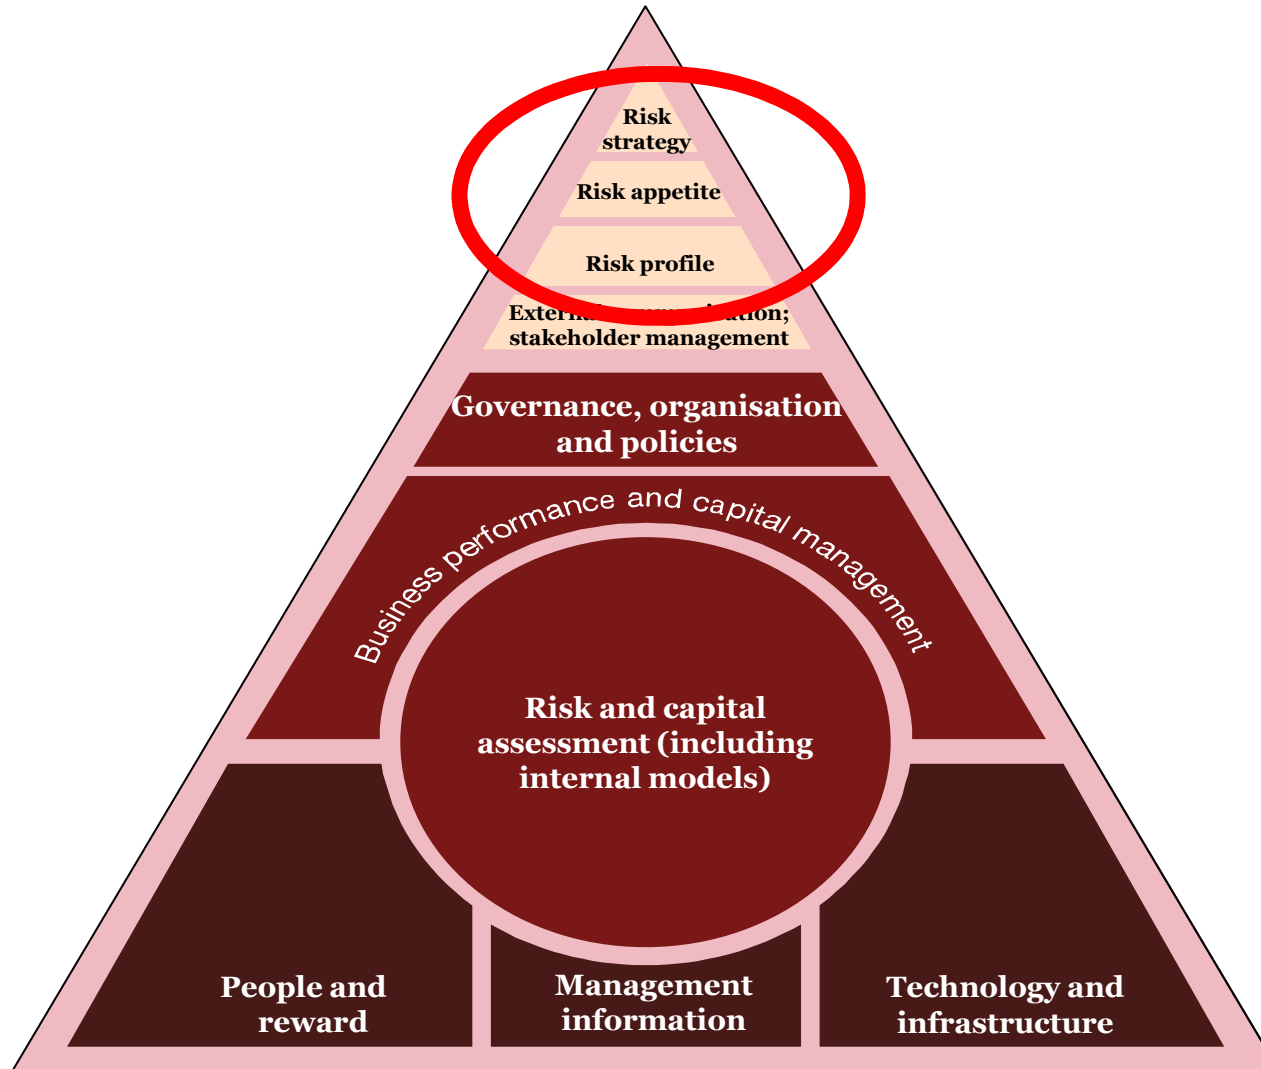 Risk
strategy
Risk appetite
Risk profile
External
stakeholder management
Governance, organisation
and policies
Business performance and capital management
Risk and capital
assessment (including
internal models)
People and
reward
Management
information
Technology and
infrastructure